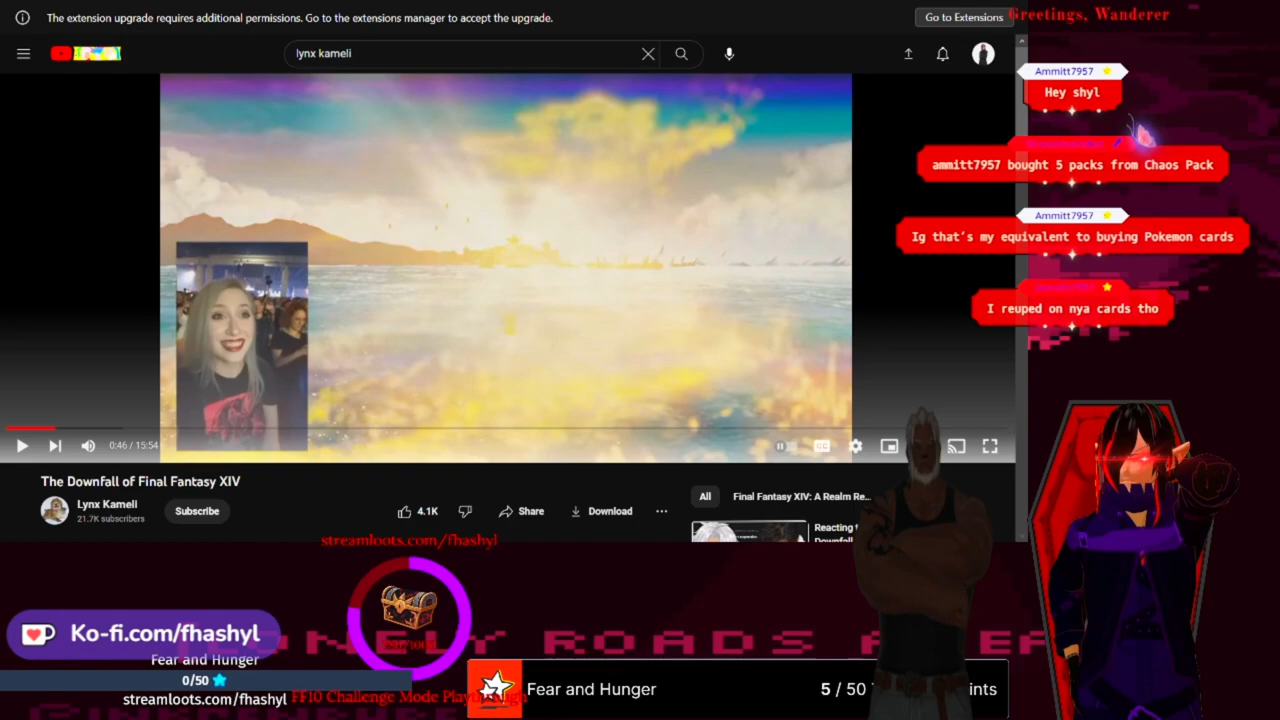 The extension upgrade requires additional permissions. Go to the extensions manager to accept the upgrade.
Go to Extensions
Greetings, Wanderer
lynx kameli
Ammitt7957
Hey shyl
ammitt7957 bought 5 packs from Chaos Pack
Ammitt7957
Ig that's my equivalent to buying Pokemon cards
I reuped on nya cards tho
0:46 / 15:54
CC
The Downfall of Final Fantasy XIV
Lynx Kameli
21.7K subscribers
Subscribe
4.1K
Share
Download
All
Final Fantasy XIV: A Realm Re...
Reacting
Downfall
streamloots.com/fhashyl
Ko-fi.com/fhashyl
LONELY ROADS
Fear and Hunger
0/50
streamloots.com/fhashyl
FF10 Challenge Mode Playthrough
Fear and Hunger
5 / 50